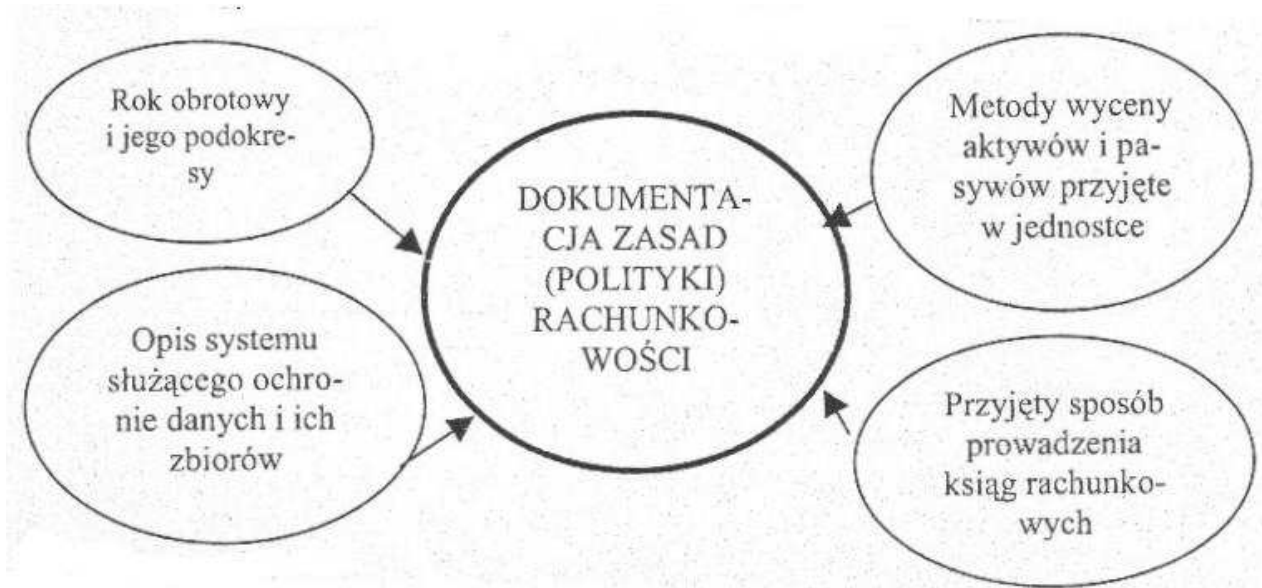 Rok obrotowy
i jego podokre-
sy
Opis systemu
służącego ochro-
nie danych i ich
zbiorów
DOKUMENTA-
CJA ZASAD
(POLITYKI)
RACHUNKO-
WOŚCI
Metody wyceny
aktywów i pa-
sywów przyjęte
w jednostce
Przyjęty sposób
prowadzenia
ksiąg rachunko-
wych